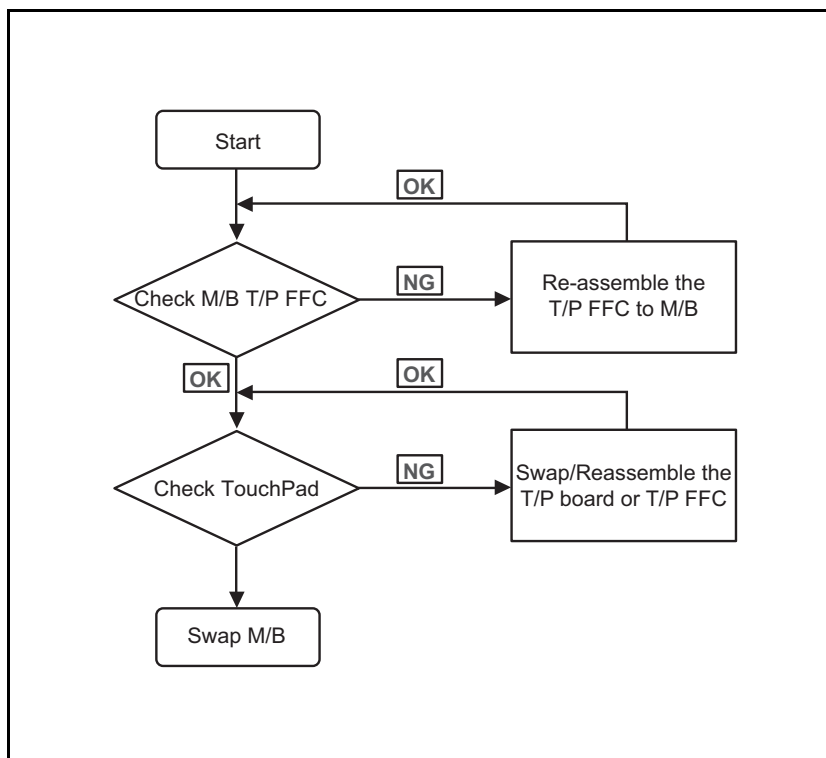 Start
OK
Check M/B T/P FFC
NG
Re-assemble the
T/P FFC to M/B
OK
OK
Check TouchPad
NG
Swap/Reassemble the
T/P board or T/P FFC
Swap M/B